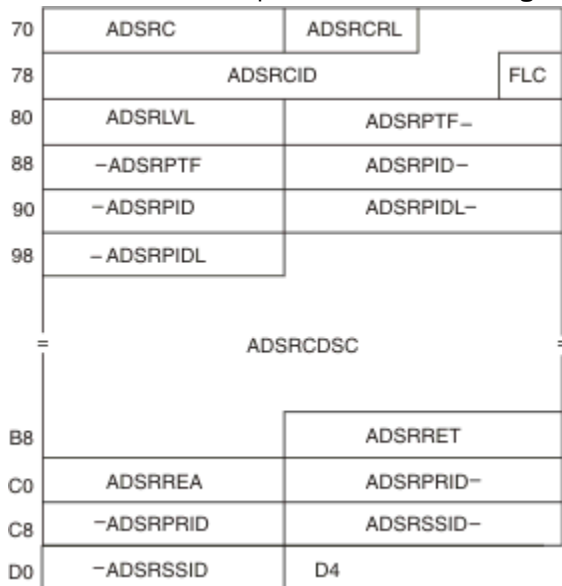 70 ADSRC ADSRCRL
78 ADSRCID FLC
80 ADSRLVL ADSRPTF–
88 –ADSRPTF ADSRPID–
90 –ADSRPID ADSRPIDL–
98 –ADSRPIDL
= ADSRCDSC =
B8 ADSRRET
C0 ADSRREA ADSRPRID–
C8 –ADSRPRID ADSRSSID–
D0 –ADSRSSID D4